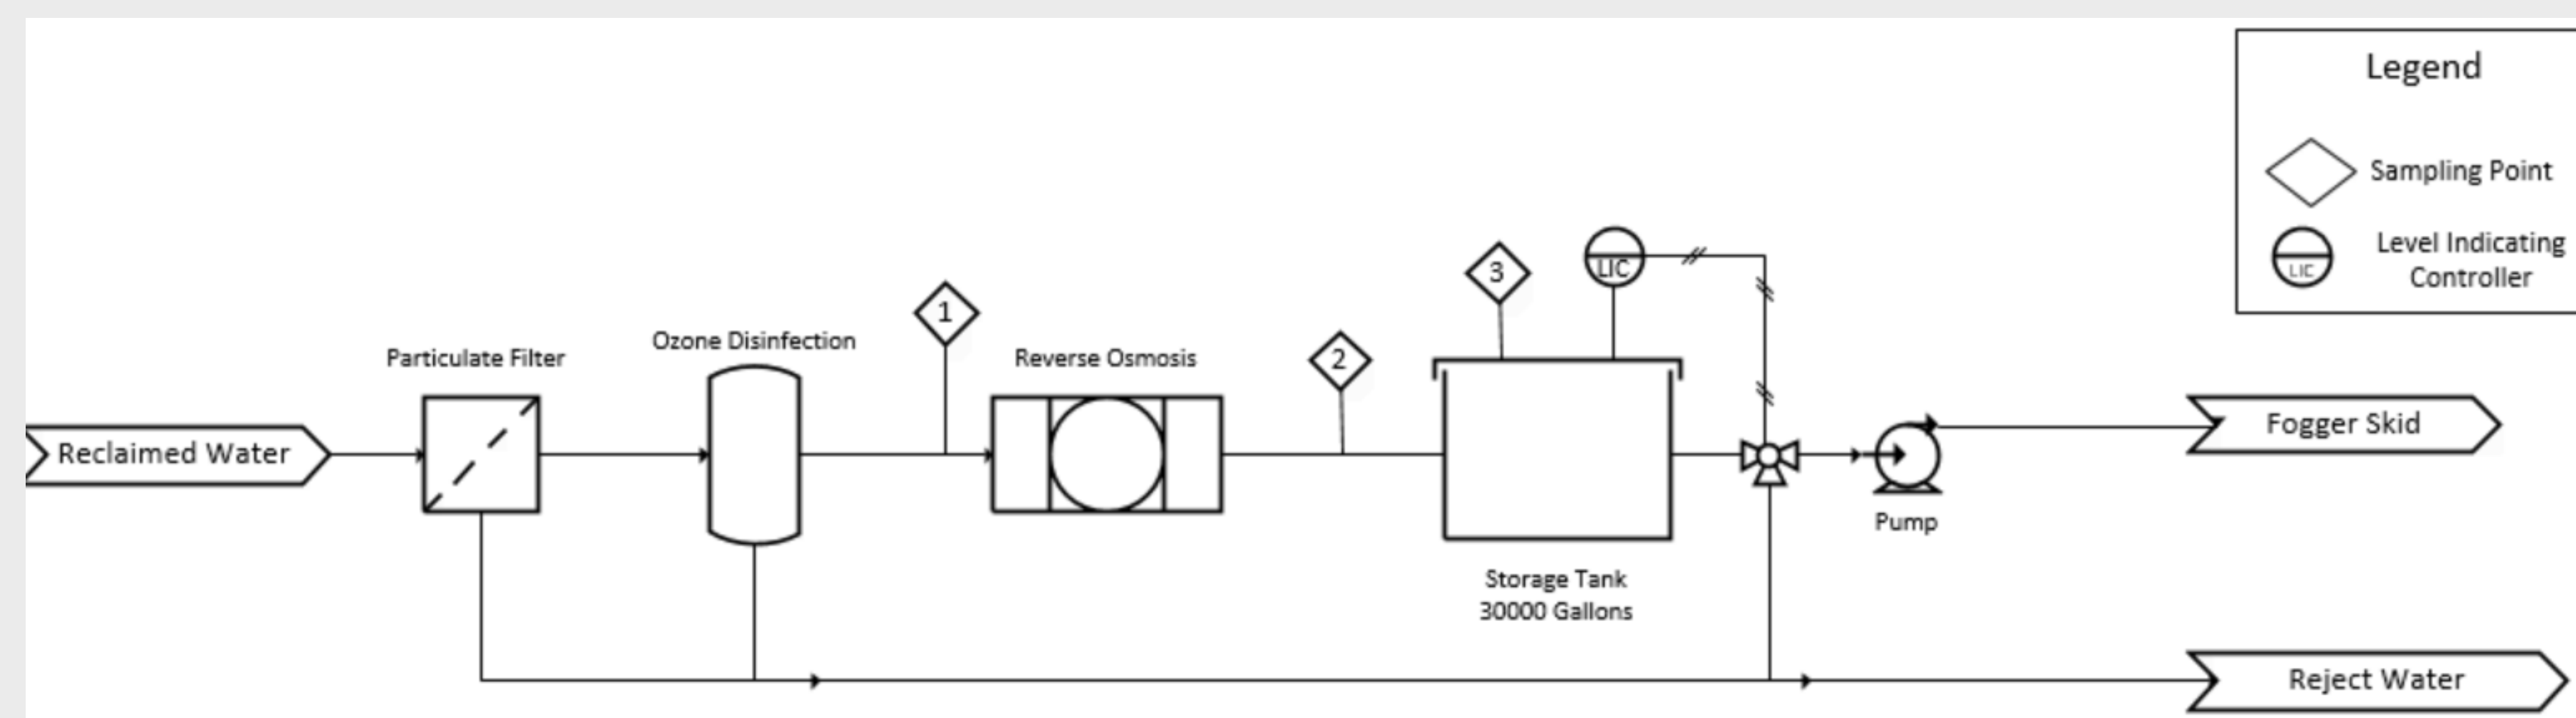 Legend
Sampling Point
Level Indicating
LIC
Controller
3
LIC
1
2
Ozone Disinfection
Particulate Filter
Reverse Osmosis
Reclaimed Water
Fogger Skid
Pump
Storage Tank
30000 Gallons
Reject Water